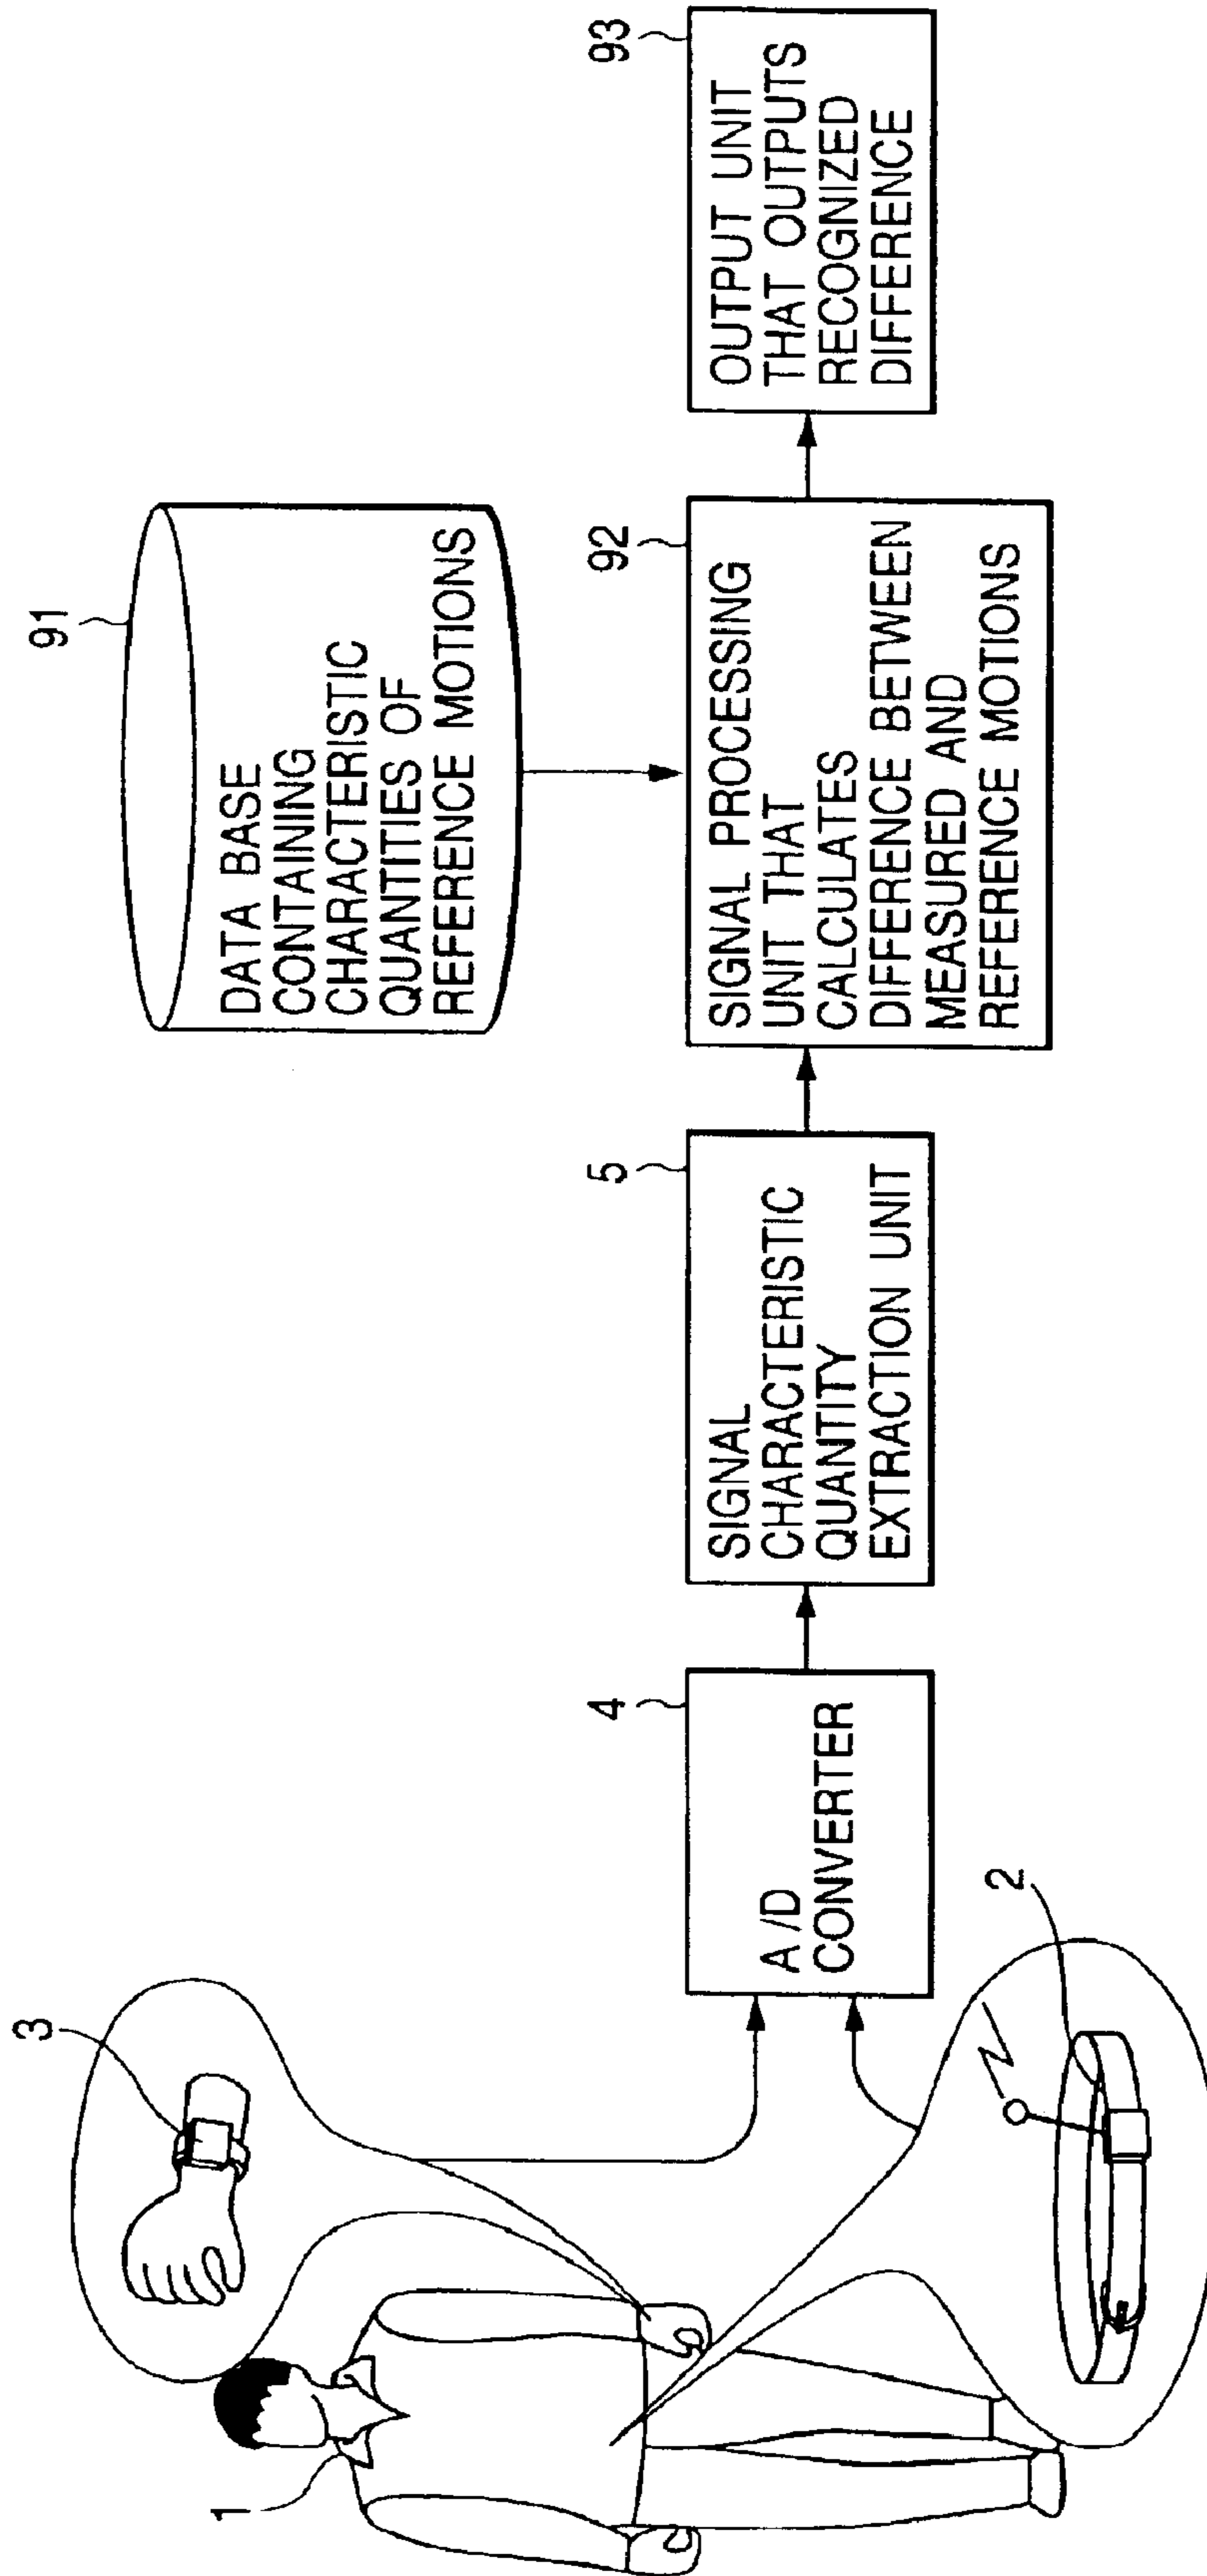 3
1
2
4
A/D
CONVERTER
5
SIGNAL
CHARACTERISTIC
QUANTITY
EXTRACTION UNIT
91
DATA BASE
CONTAINING
CHARACTERISTIC
QUANTITIES OF
REFERENCE MOTIONS
92
SIGNAL PROCESSING
UNIT THAT
CALCULATES
DIFFERENCE BETWEEN
MEASURED AND
REFERENCE MOTIONS
93
OUTPUT UNIT
THAT OUTPUTS
RECOGNIZED
DIFFERENCE